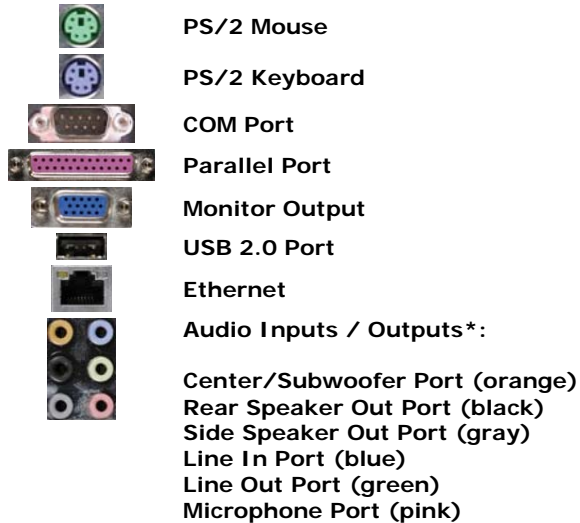 PS/2 Mouse
PS/2 Keyboard
COM Port
Parallel Port
Monitor Output
USB 2.0 Port
Ethernet
Audio Inputs / Outputs*:
Center/Subwoofer Port (orange)
Rear Speaker Out Port (black)
Side Speaker Out Port (gray)
Line In Port (blue)
Line Out Port (green)
Microphone Port (pink)